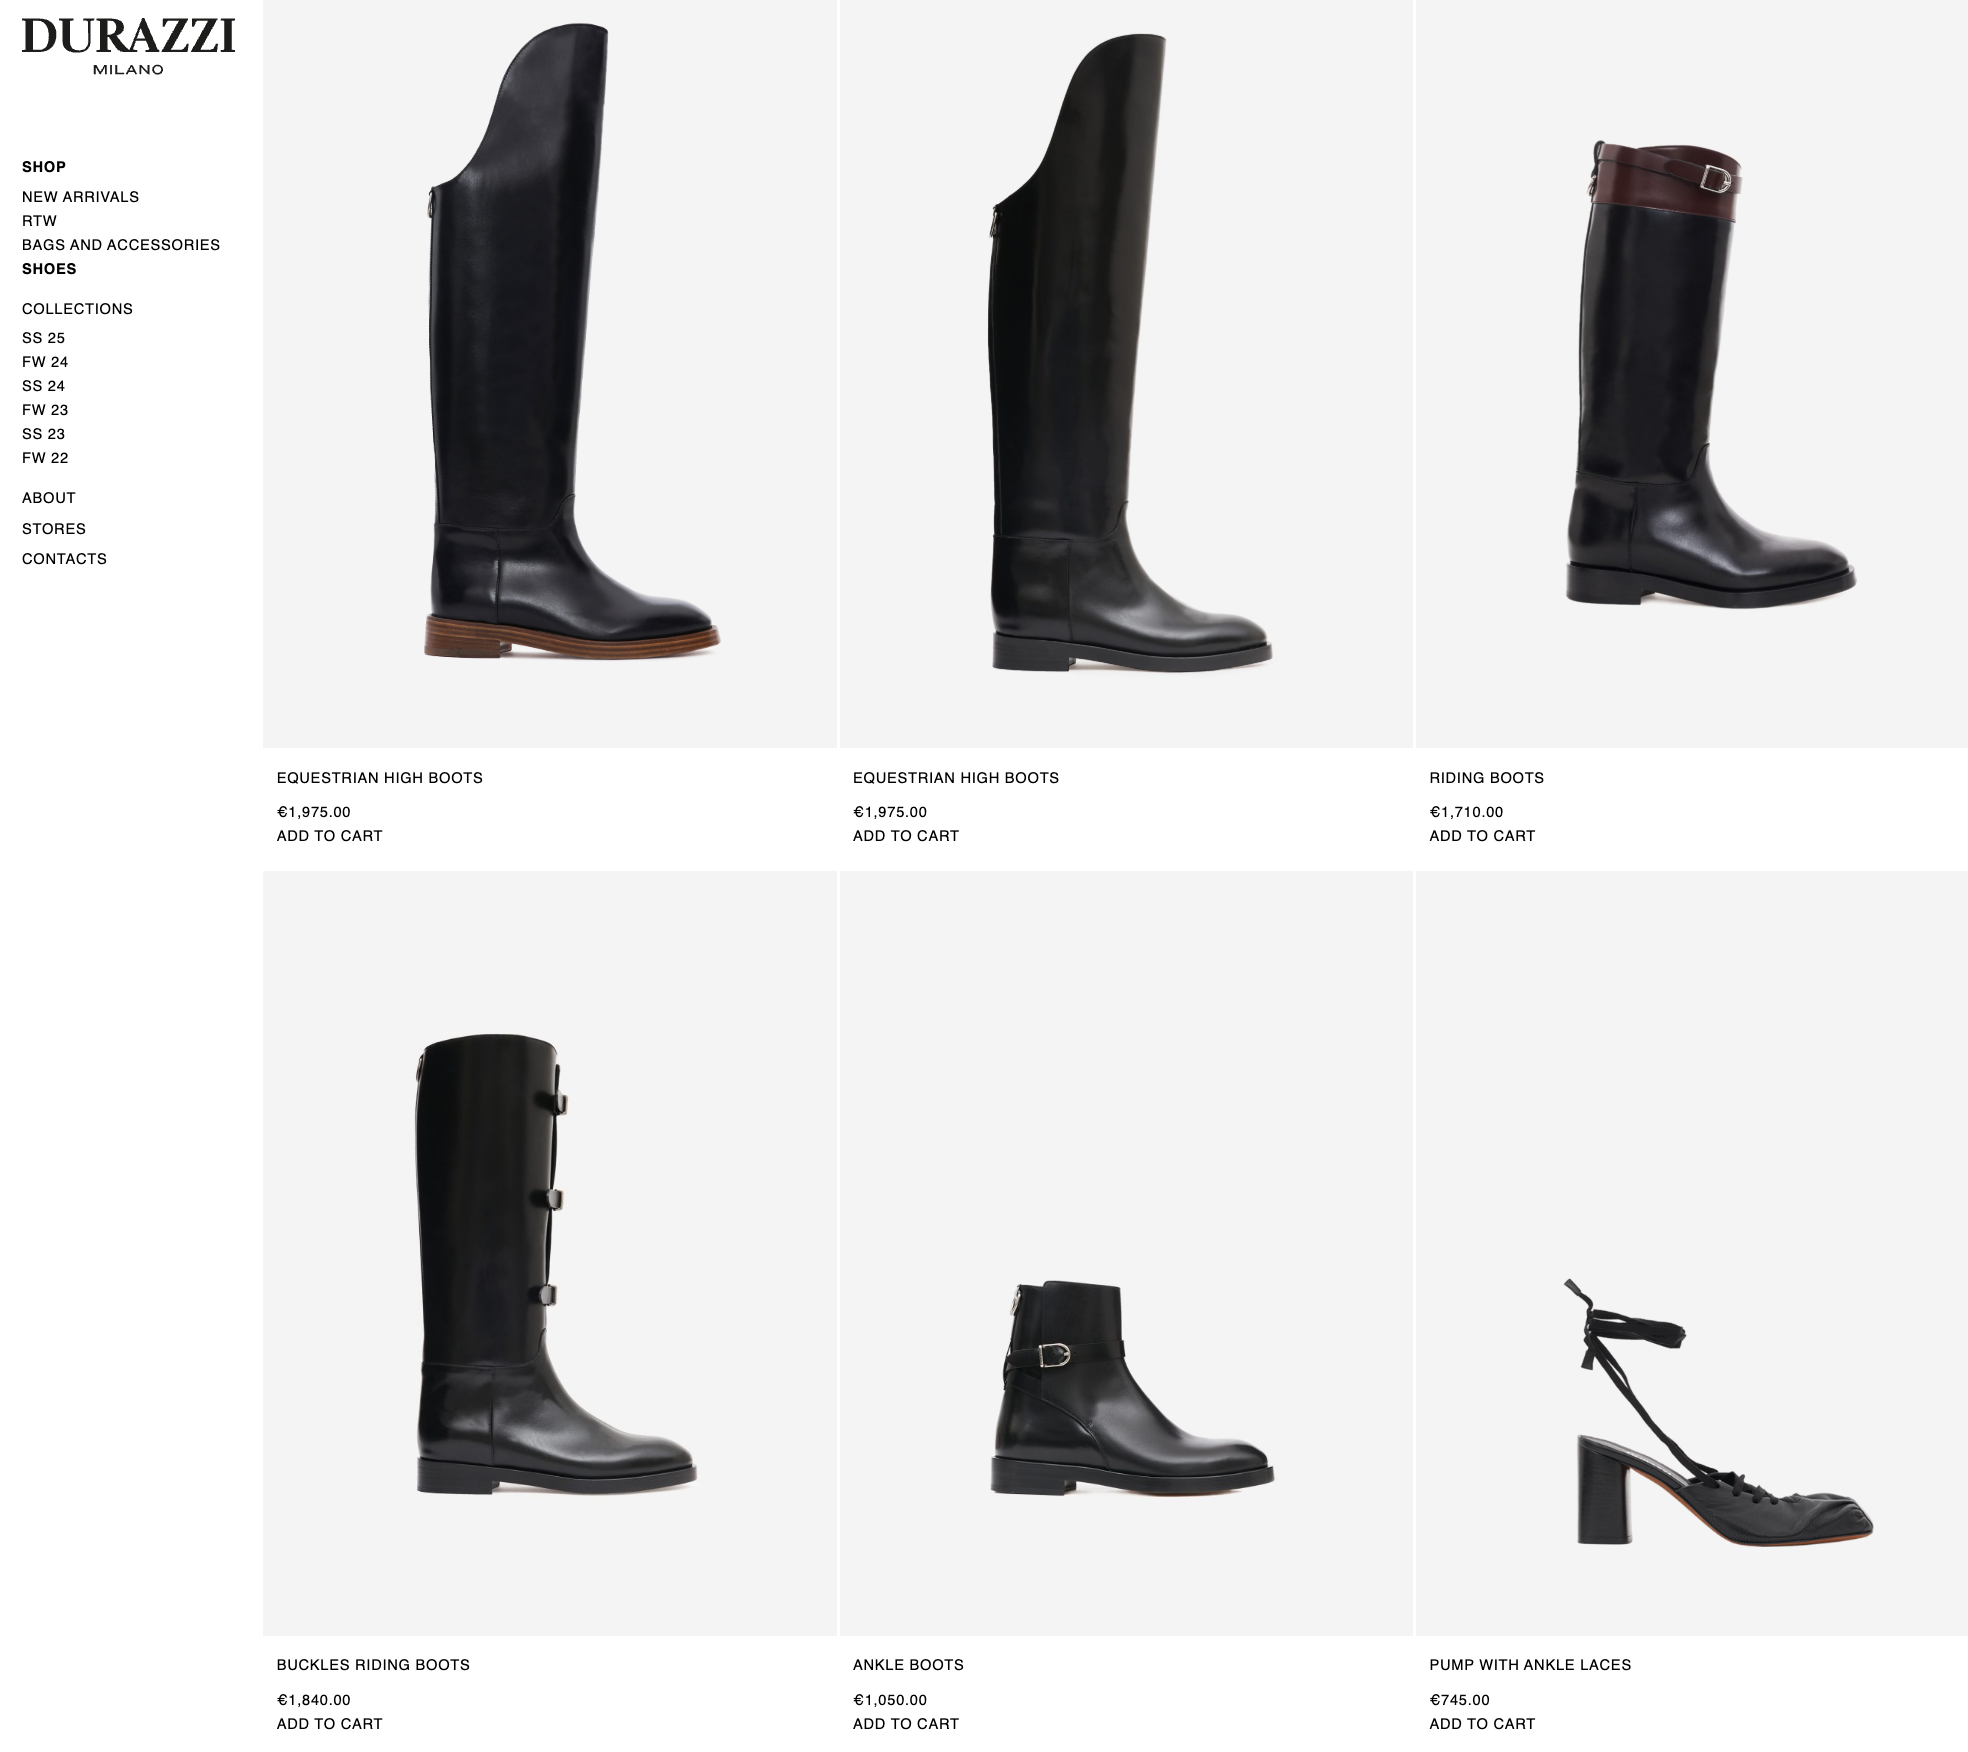 DURAZZI
MILANO
SHOP
NEW ARRIVALS
RTW
BAGS AND ACCESSORIES
SHOES
COLLECTIONS
SS 25
FW 24
SS 24
FW 23
SS 23
FW 22
ABOUT
STORES
CONTACTS
EQUESTRIAN HIGH BOOTS
€1,975.00
ADD TO CART
EQUESTRIAN HIGH BOOTS
€1,975.00
ADD TO CART
RIDING BOOTS
€1,710.00
ADD TO CART
BUCKLES RIDING BOOTS
€1,840.00
ADD TO CART
ANKLE BOOTS
€1,050.00
ADD TO CART
PUMP WITH ANKLE LACES
€745.00
ADD TO CART